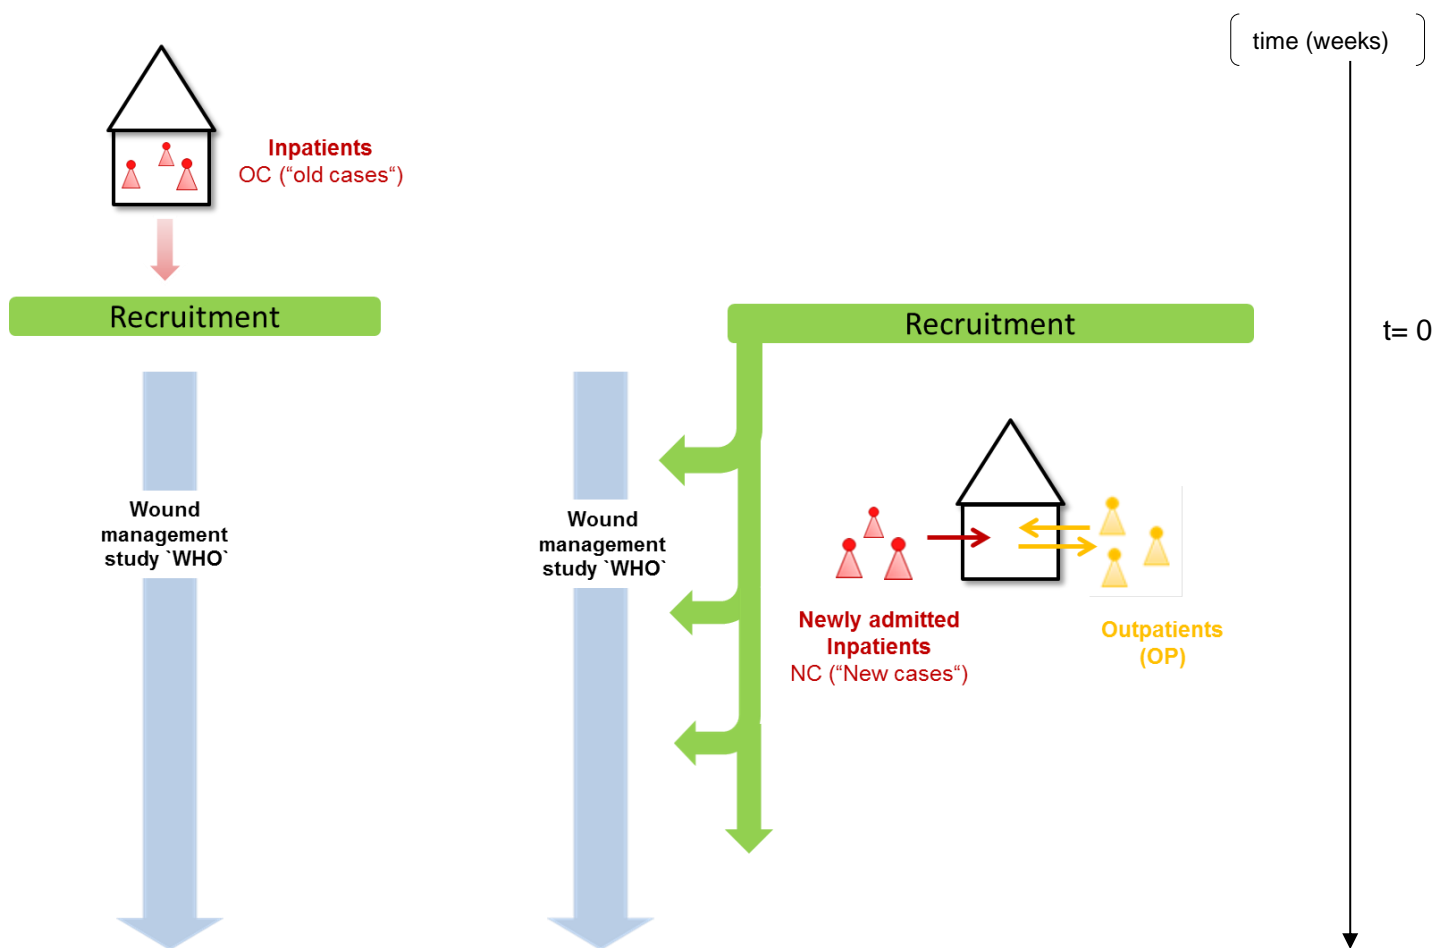 time (weeks)
Inpatients
OC (“old cases“)
Recruitment
Recruitment
t= 0
Wound
management
study `WHO`
Wound
management
study `WHO`
Newly admitted
Inpatients
NC (“New cases“)
Outpatients
(OP)